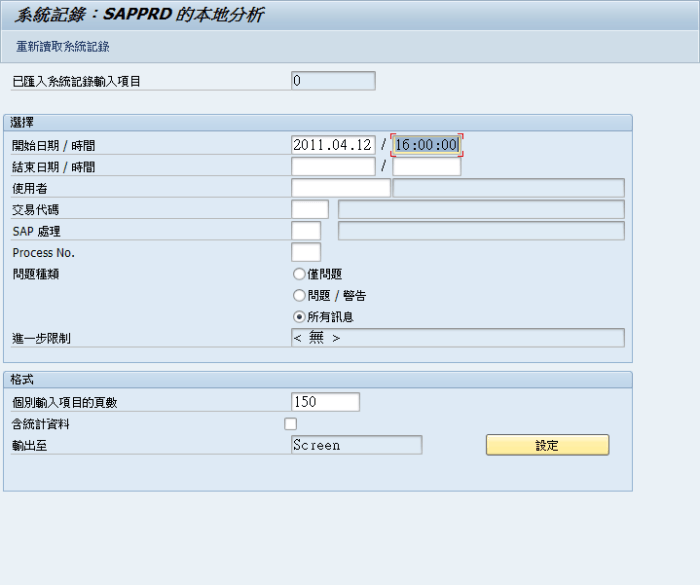 系統記錄：SAPPRD 的本地分析
重新讀取系統記錄
已匯入系統記錄輸入項目 0
選擇
開始日期 / 時間 2011.04.12 / 16:00:00
結束日期 / 時間 /
使用者
交易代碼
SAP 處理
Process No.
問題種類 僅問題
問題 / 警告
所有訊息
進一步限制 < 無 >
格式
個別輸入項目的頁數 150
含統計資料
輸出至 Screen 設定